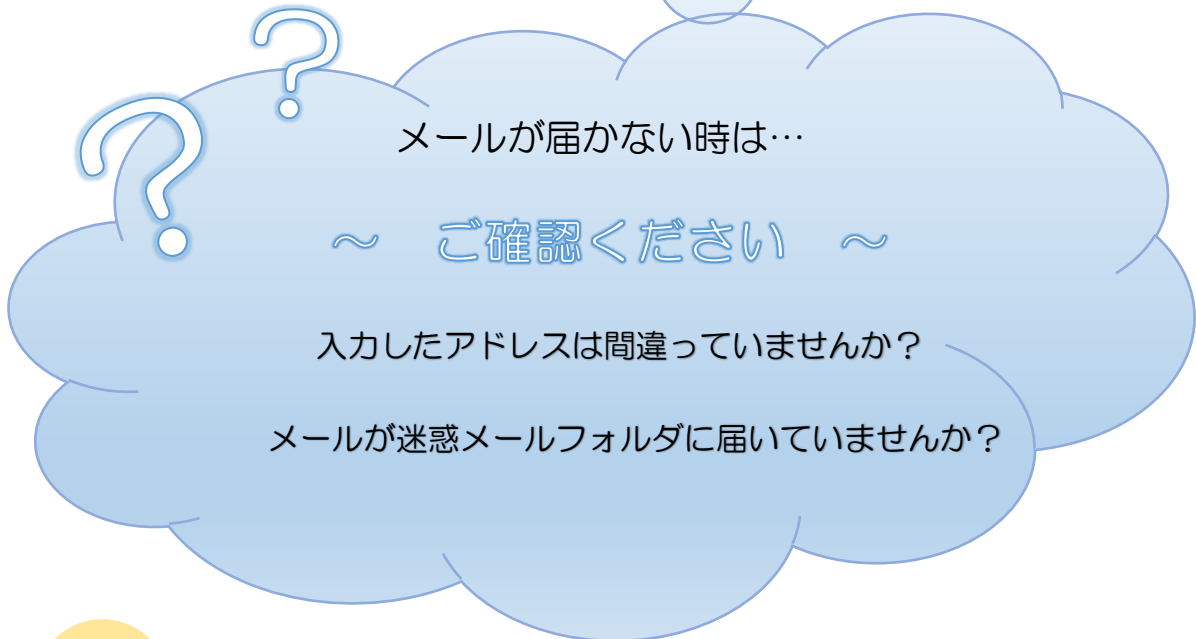 ?
?
メールが届かない時は…
～　ご確認ください　～
入力したアドレスは間違っていませんか？
メールが迷惑メールフォルダに届いていませんか？